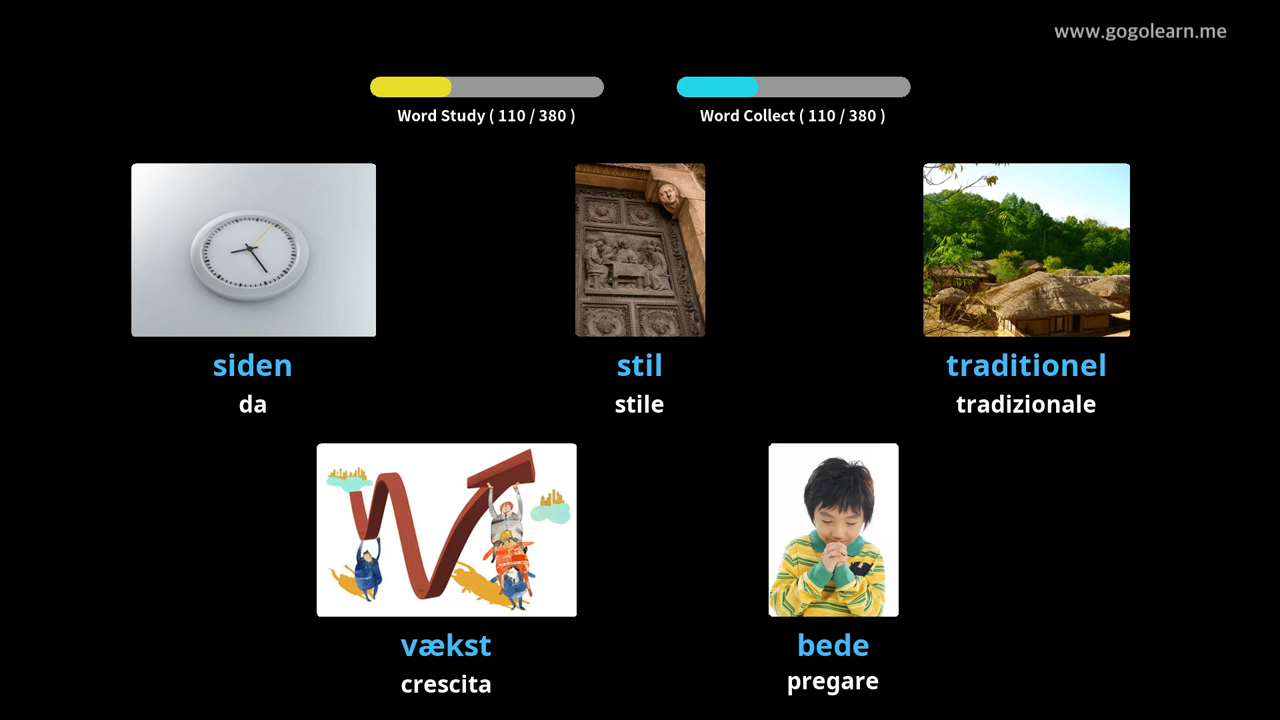 www.gogolearn.me
Word Study ( 110 / 380 )
Word Collect ( 110 / 380 )
siden
da
stil
stile
traditionel
tradizionale
vækst
crescita
bede
pregare